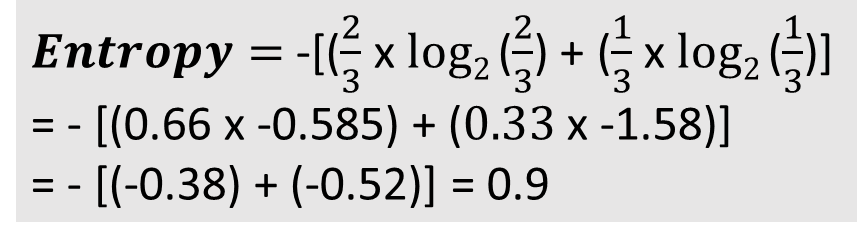 Entropy = -[(2/3 x log₂ (2/3) + (1/3 x log₂ (1/3)]
= - [(0.66 x -0.585) + (0.33 x -1.58)]
= - [(-0.38) + (-0.52)] = 0.9